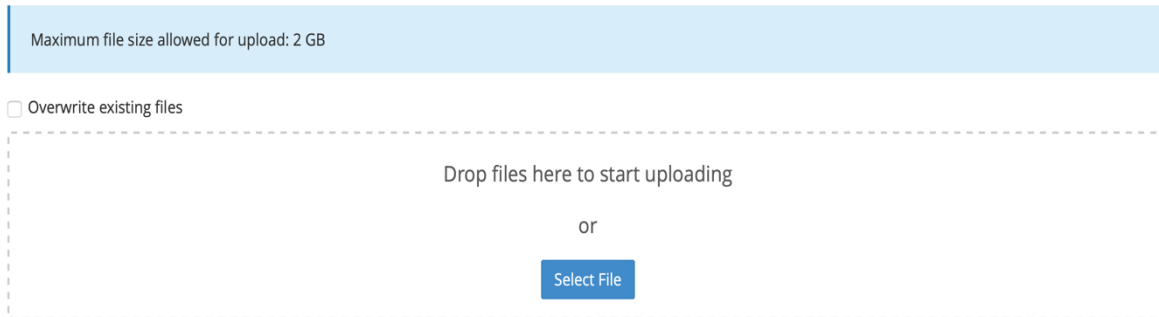 Maximum file size allowed for upload: 2 GB
Overwrite existing files
Drop files here to start uploading
or
Select File